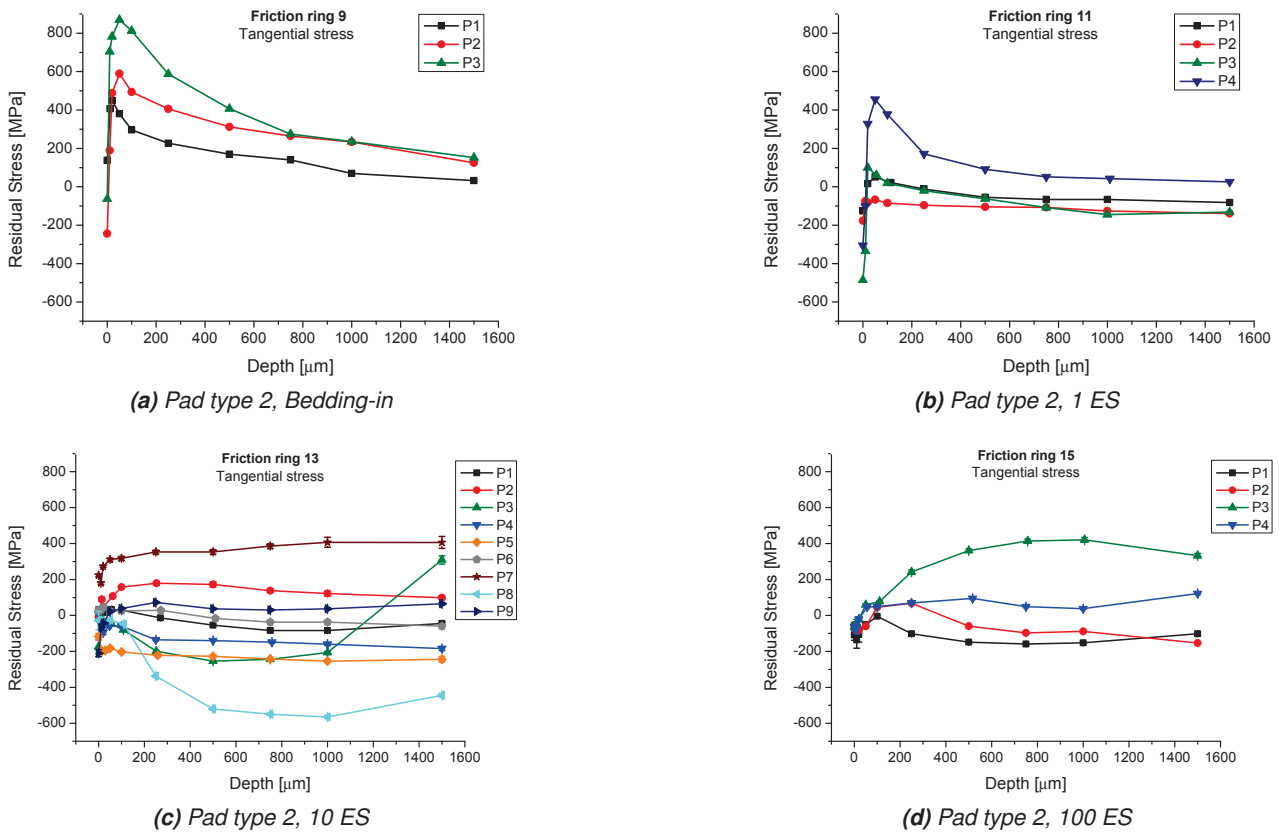 Friction ring 9
Tangential stress
P1
P2
P3
800
600
400
200
0
-200
-400
-600
Residual Stress [MPa]
0 200 400 600 800 1000 1200 1400 1600
Depth [μm]
(a) Pad type 2, Bedding-in
Friction ring 11
Tangential stress
P1
P2
P3
P4
800
600
400
200
0
-200
-400
-600
Residual Stress [MPa]
0 200 400 600 800 1000 1200 1400 1600
Depth [μm]
(b) Pad type 2, 1 ES
Friction ring 13
Tangential stress
P1
P2
P3
P4
P5
P6
P7
P8
P9
800
600
400
200
0
-200
-400
-600
Residual Stress [MPa]
0 200 400 600 800 1000 1200 1400 1600
Depth [μm]
(c) Pad type 2, 10 ES
Friction ring 15
Tangential stress
P1
P2
P3
P4
800
600
400
200
0
-200
-400
-600
Residual Stress [MPa]
0 200 400 600 800 1000 1200 1400 1600
Depth [μm]
(d) Pad type 2, 100 ES